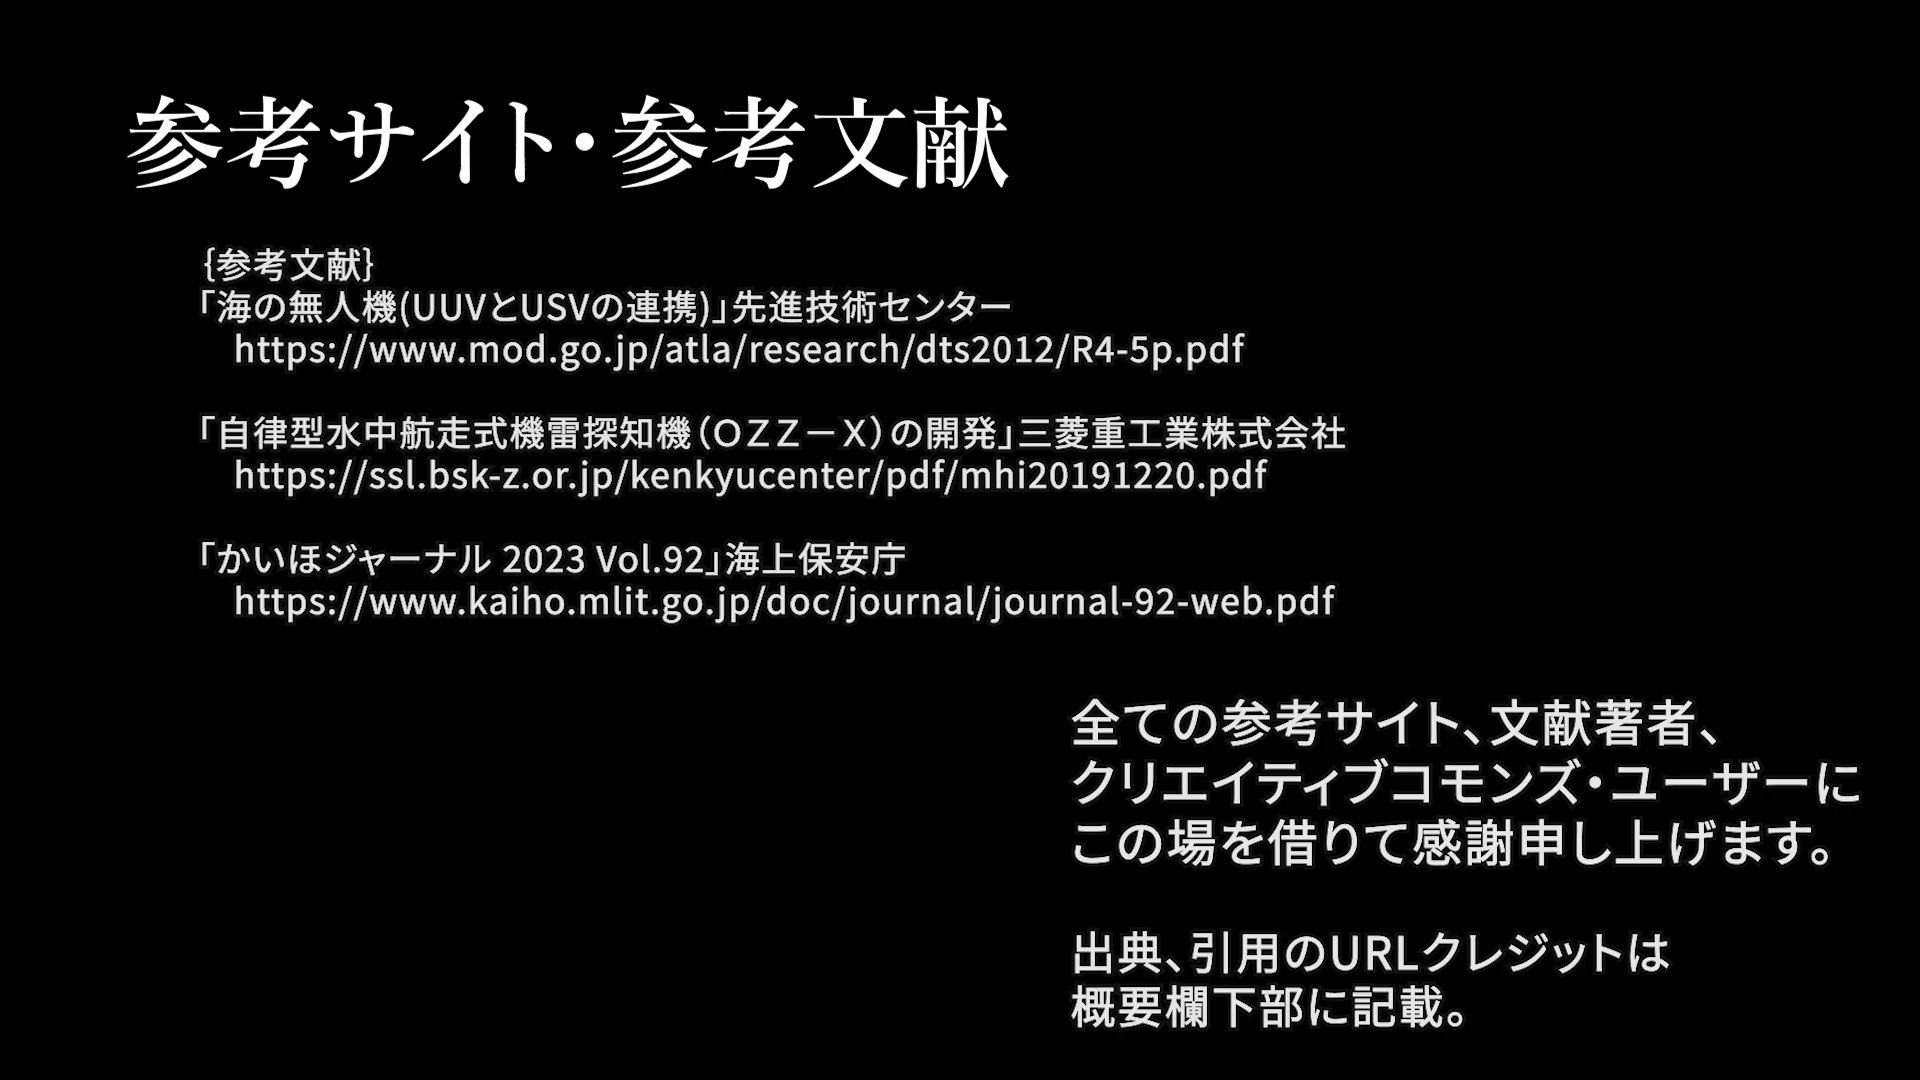 参考サイト・参考文献
{参考文献}
「海の無人機(UUVとUSVの連携)」先進技術センター
https://www.mod.go.jp/atla/research/dts2012/R4-5p.pdf
「自律型水中航走式機雷探知機（ＯＺＺ－Ｘ）の開発」三菱重工業株式会社
https://ssl.bsk-z.or.jp/kenkyucenter/pdf/mhi20191220.pdf
「かいほジャーナル 2023 Vol.92」海上保安庁
https://www.kaiho.mlit.go.jp/doc/journal/journal-92-web.pdf
全ての参考サイト、文献著者、
クリエイティブコモンズ・ユーザーに
この場を借りて感謝申し上げます。
出典、引用のURLクレジットは
概要欄下部に記載。